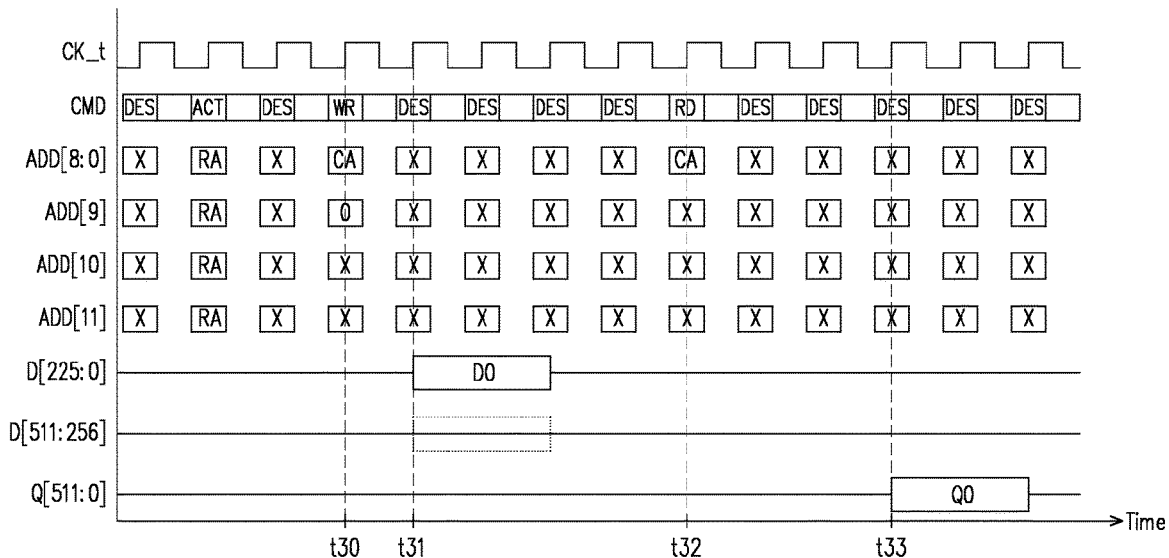 CK_t
CMD DES ACT DES WR DES DES DES DES RD DES DES DES DES DES
ADD[8:0] X RA X CA X X X X CA X X X X X
ADD[9] X RA X 0 X X X X X X X X X X
ADD[10] X RA X X X X X X X X X X X X
ADD[11] X RA X X X X X X X X X X X X
D[225:0] D0
D[511:256]
Q[511:0] Q0
Time
t30 t31 t32 t33